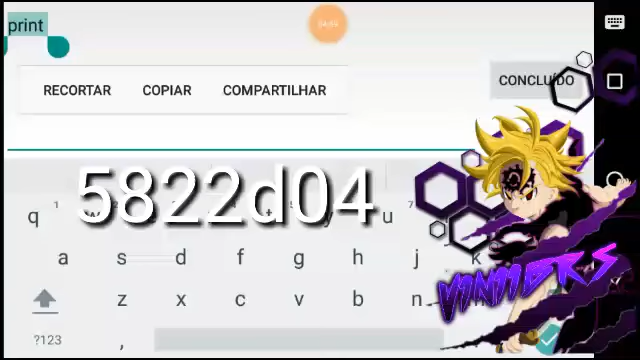 print
RECORTAR COPIAR COMPARTILHAR
CONCLUÍDO
5822d04
q w y u
a s d f g h j k
z x c v b n
?123 ,
VINIIBRS